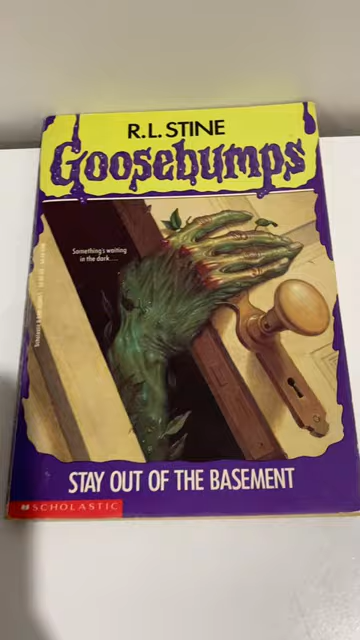 R.L. STINE
Goosebumps
Something's waiting
in the dark....
STAY OUT OF THE BASEMENT
SCHOLASTIC